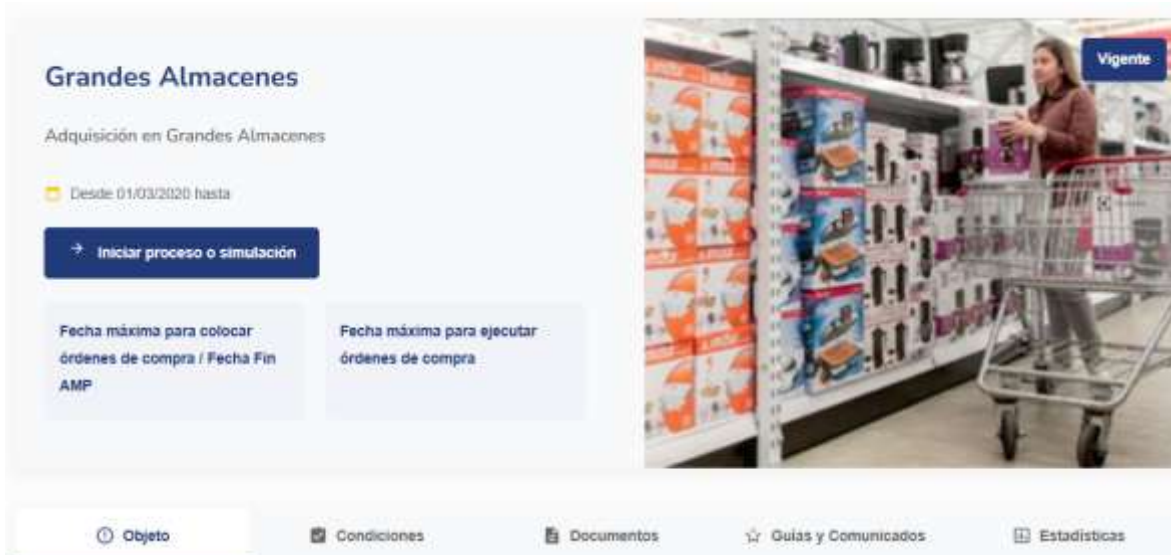 Grandes Almacenes
Vigente
Adquisición en Grandes Almacenes
Desde 01/03/2020 hasta
Iniciar proceso o simulación
Fecha máxima para colocar
órdenes de compra / Fecha Fin
AMP
Fecha máxima para ejecutar
órdenes de compra
Objeto
Condiciones
Documentos
Guías y Comunicados
Estadísticas